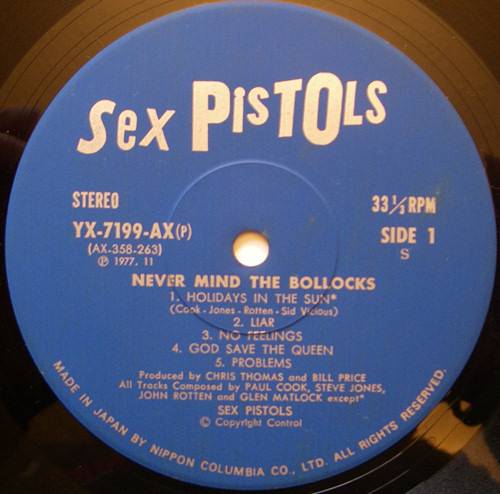 Sex PiSTOLS
STEREO
33 1/3 RPM
YX-7199-AX(P)
SIDE 1
(AX-358-263)
S
Ⓟ 1977. 11
NEVER MIND THE BOLLOCKS
1. HOLIDAYS IN THE SUN*
(Cook - Jones - Rotten - Sid Vicious)
2. LIAR
3. NO FEELINGS
4. GOD SAVE THE QUEEN
5. PROBLEMS
Produced by CHRIS THOMAS and BILL PRICE
All Tracks Composed by PAUL COOK, STEVE JONES,
JOHN ROTTEN and GLEN MATLOCK except*
SEX PISTOLS
© Copyright Control
MADE IN JAPAN BY NIPPON COLUMBIA CO., LTD. ALL RIGHTS RESERVED.